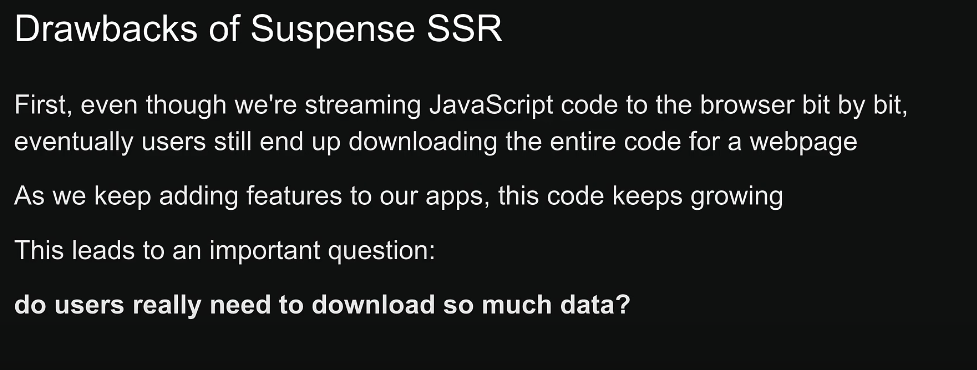 Drawbacks of Suspense SSR
First, even though we're streaming JavaScript code to the browser bit by bit,
eventually users still end up downloading the entire code for a webpage
As we keep adding features to our apps, this code keeps growing
This leads to an important question:
do users really need to download so much data?